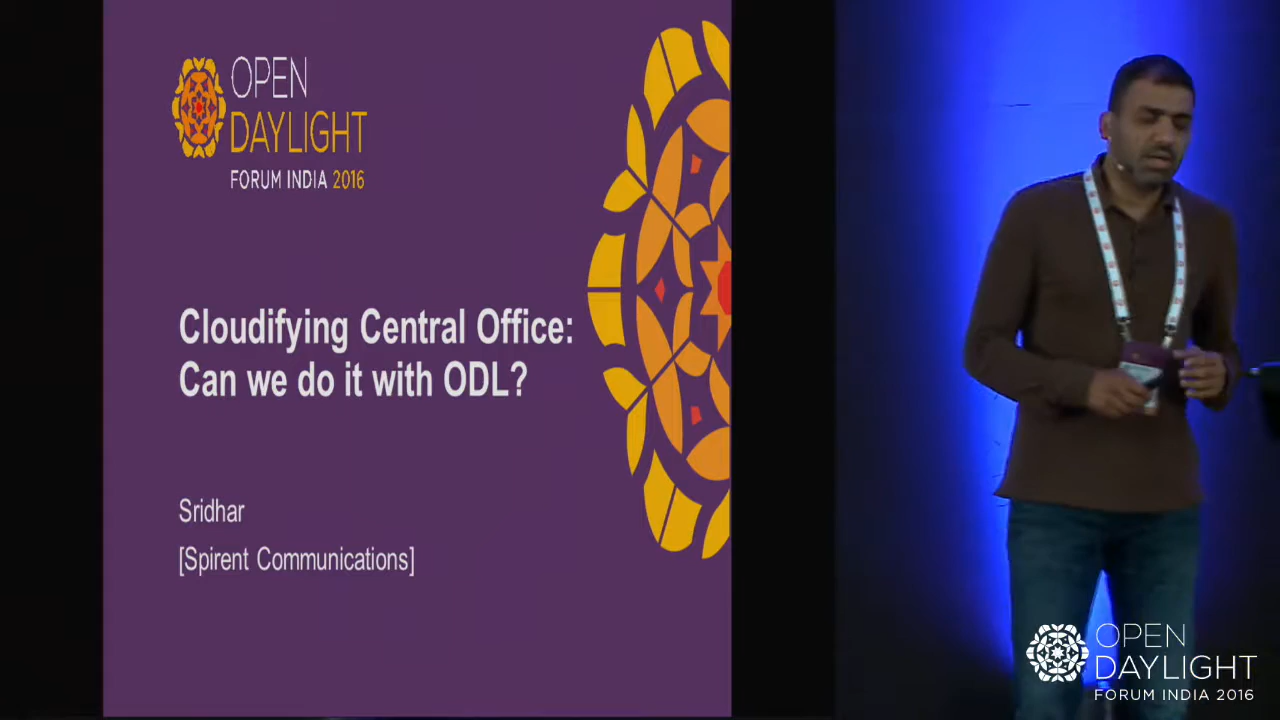 OPEN
DAYLIGHT
FORUM INDIA 2016
Cloudifying Central Office:
Can we do it with ODL?
Sridhar
[Spirent Communications]
OPEN
DAYLIGHT
FORUM INDIA 2016